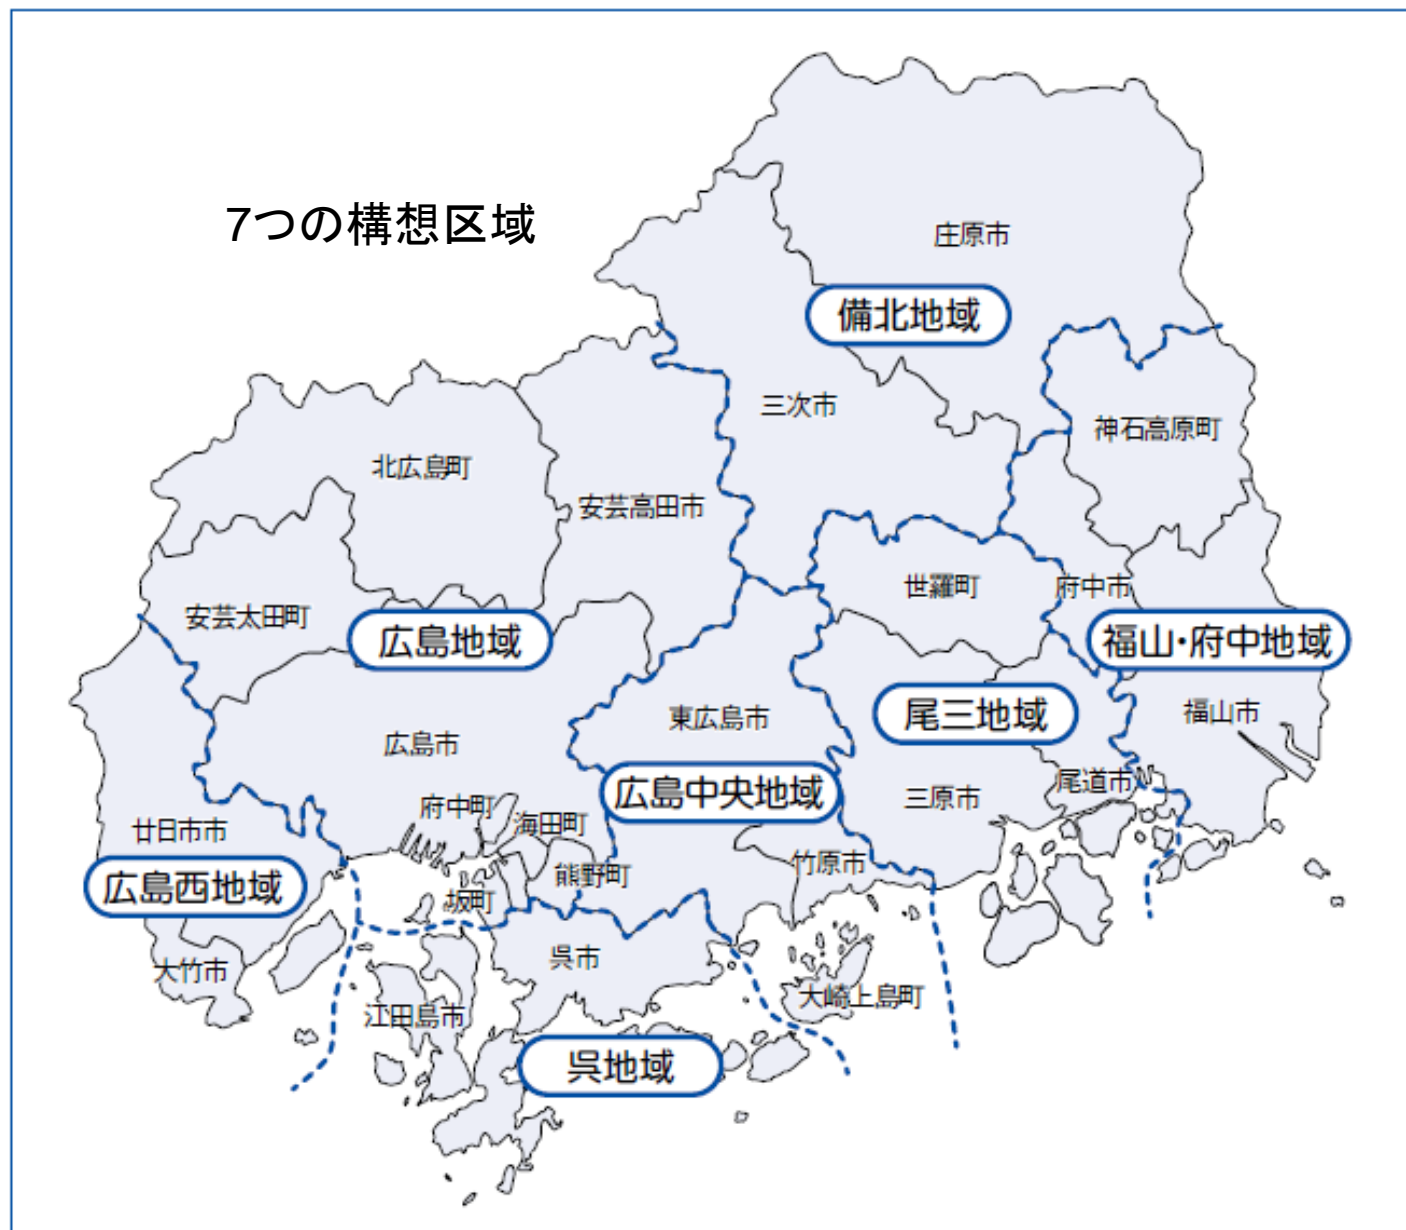 7つの構想区域
庄原市
備北地域
三次市
神石高原町
北広島町
安芸高田市
世羅町
府中市
安芸太田町
広島地域
福山・府中地域
東広島市
尾三地域
福山市
広島市
尾道市
広島中央地域
三原市
府中町
海田町
廿日市市
竹原市
熊野町
広島西地域
坂町
呉市
大竹市
大崎上島町
江田島市
呉地域